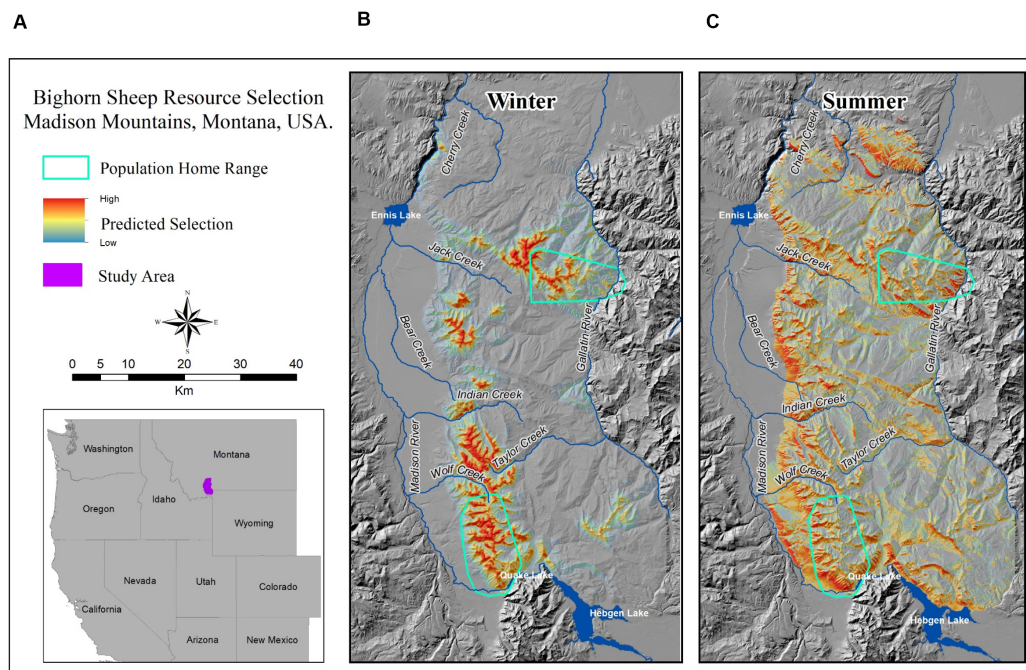 A
B
C
Bighorn Sheep Resource Selection
Madison Mountains, Montana, USA.
Population Home Range
High
Predicted Selection
Low
Study Area
N
W
E
S
0 10 20 30 40
Km
Washington
Montana
Oregon
Idaho
Wyoming
Nevada
Utah
Colorado
California
Arizona
New Mexico
Winter
Cherry Creek
Ennis Lake
Jack Creek
Bear Creek
Gallatin River
Indian Creek
Madison River
Taylor Creek
Wolf Creek
Quake Lake
Hebgen Lake
Summer
Cherry Creek
Ennis Lake
Jack Creek
Bear Creek
Gallatin River
Indian Creek
Madison River
Taylor Creek
Wolf Creek
Quake Lake
Hebgen Lake